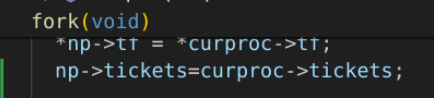 fork(void)
*np->tf = *curproc->tf;
np->tickets=curproc->tickets;